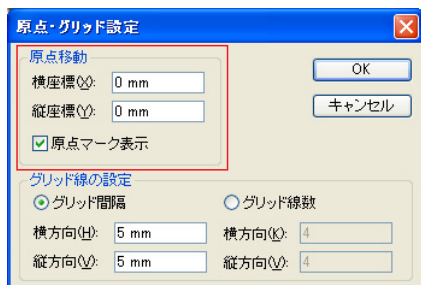 原点・グリッド設定
原点移動
横座標(X): 0 mm
縦座標(Y): 0 mm
原点マーク表示
OK
キャンセル
グリッド線の設定
グリッド間隔
横方向(H): 5 mm
縦方向(V): 5 mm
グリッド線数
横方向(K): 4
縦方向(V): 4